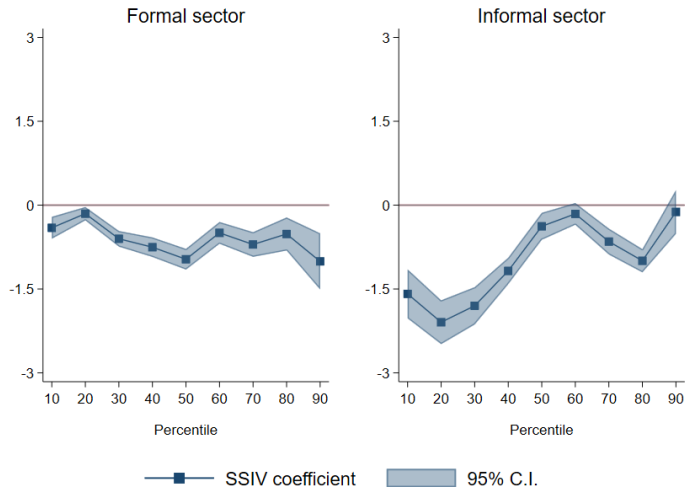 Formal sector
3
1.5
0
-1.5
-3
10 20 30 40 50 60 70 80 90
Percentile
Informal sector
3
1.5
0
-1.5
-3
10 20 30 40 50 60 70 80 90
Percentile
SSIV coefficient
95% C.I.